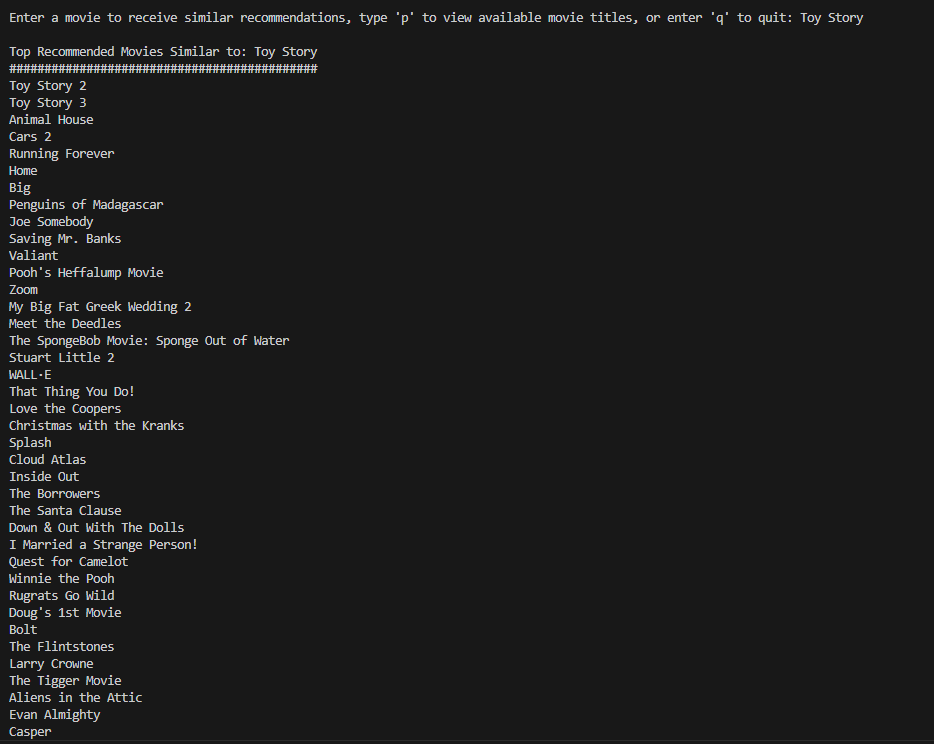 Enter a movie to receive similar recommendations, type 'p' to view available movie titles, or enter 'q' to quit: Toy Story
Top Recommended Movies Similar to: Toy Story
############################################
Toy Story 2
Toy Story 3
Animal House
Cars 2
Running Forever
Home
Big
Penguins of Madagascar
Joe Somebody
Saving Mr. Banks
Valiant
Pooh's Heffalump Movie
Zoom
My Big Fat Greek Wedding 2
Meet the Deedles
The SpongeBob Movie: Sponge Out of Water
Stuart Little 2
WALL·E
That Thing You Do!
Love the Coopers
Christmas with the Kranks
Splash
Cloud Atlas
Inside Out
The Borrowers
The Santa Clause
Down & Out With The Dolls
I Married a Strange Person!
Quest for Camelot
Winnie the Pooh
Rugrats Go Wild
Doug's 1st Movie
Bolt
The Flintstones
Larry Crowne
The Tigger Movie
Aliens in the Attic
Evan Almighty
Casper